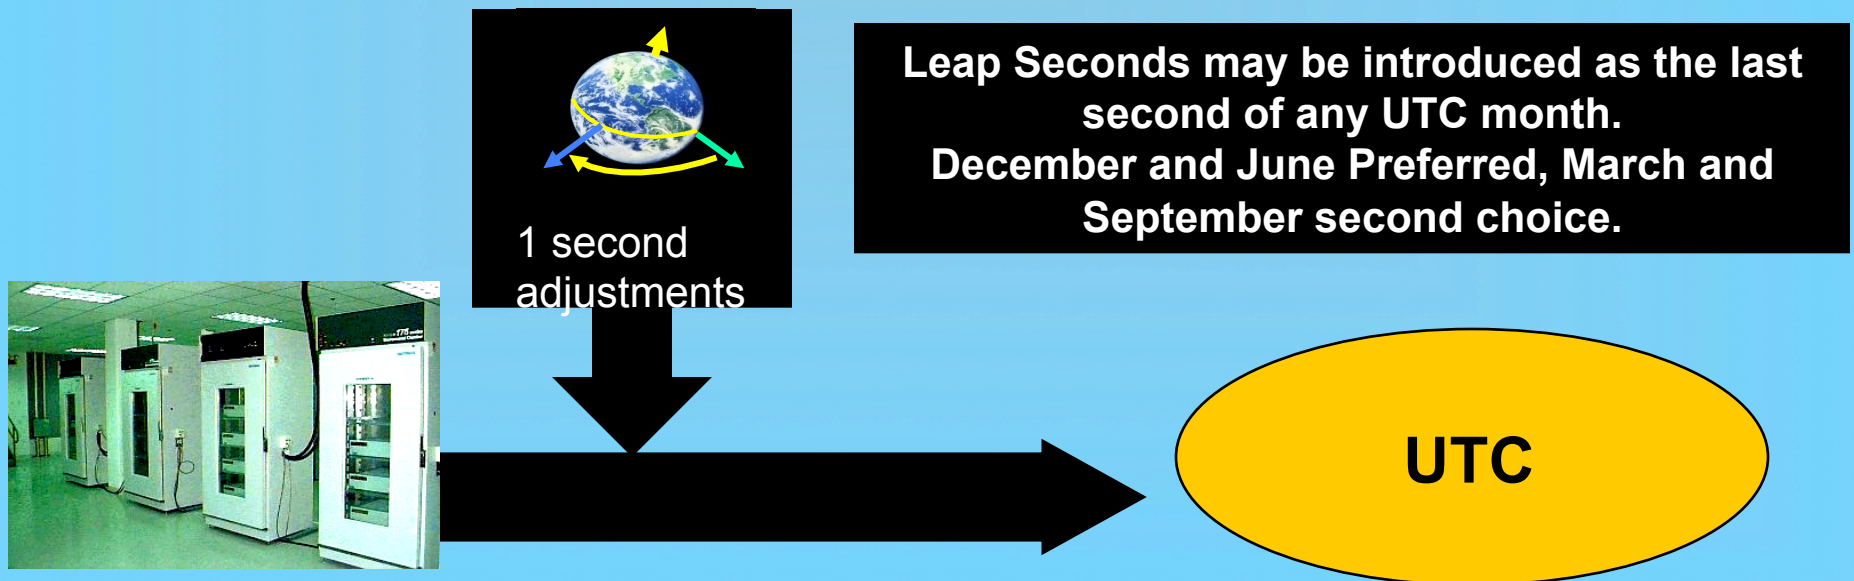 Leap Seconds may be introduced as the last
second of any UTC month.
December and June Preferred, March and
September second choice.
1 second
adjustments
UTC